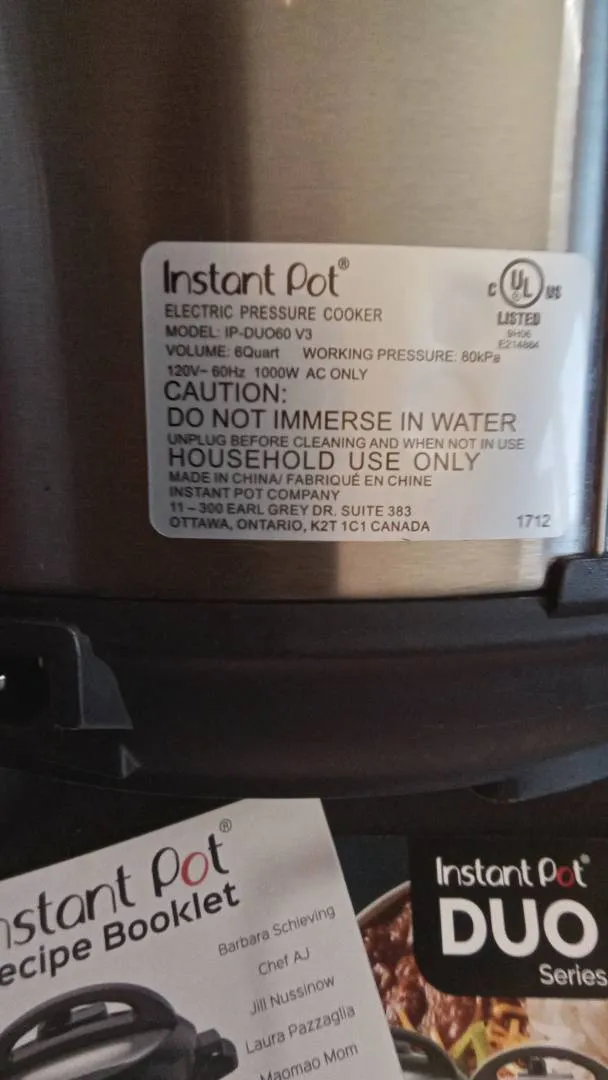 Instant Pot®
ELECTRIC PRESSURE COOKER
MODEL: IP-DUO60 V3
VOLUME: 6Quart WORKING PRESSURE: 80kPa
120V~ 60Hz 1000W AC ONLY
C UL US
®
LISTED
9H06
E214884
CAUTION:
DO NOT IMMERSE IN WATER
UNPLUG BEFORE CLEANING AND WHEN NOT IN USE
HOUSEHOLD USE ONLY
MADE IN CHINA/ FABRIQUÉ EN CHINE
INSTANT POT COMPANY
11 – 300 EARL GREY DR. SUITE 383
OTTAWA, ONTARIO, K2T 1C1 CANADA
1712
nstant Pot®
ecipe Booklet
Barbara Schieving
Chef AJ
Jill Nussinow
Laura Pazzaglia
Maomao Mom
Instant Pot®
DUO
Series